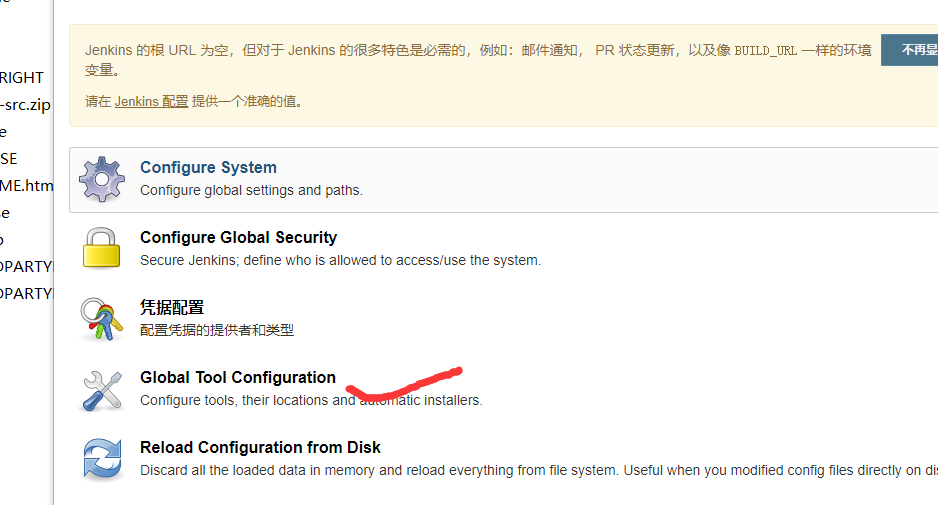 RIGHT
-src.zip
e
SE
ME.htm
se
Jenkins 的根 URL 为空，但对于 Jenkins 的很多特色是必需的，例如：邮件通知， PR 状态更新，以及像 BUILD_URL 一样的环境
变量。
不再显
请在 Jenkins 配置 提供一个准确的值。
Configure System
Configure global settings and paths.
Configure Global Security
Secure Jenkins; define who is allowed to access/use the system.
凭据配置
配置凭据的提供者和类型
Global Tool Configuration
Configure tools, their locations and automatic installers.
Reload Configuration from Disk
Discard all the loaded data in memory and reload everything from file system. Useful when you modified config files directly on dis